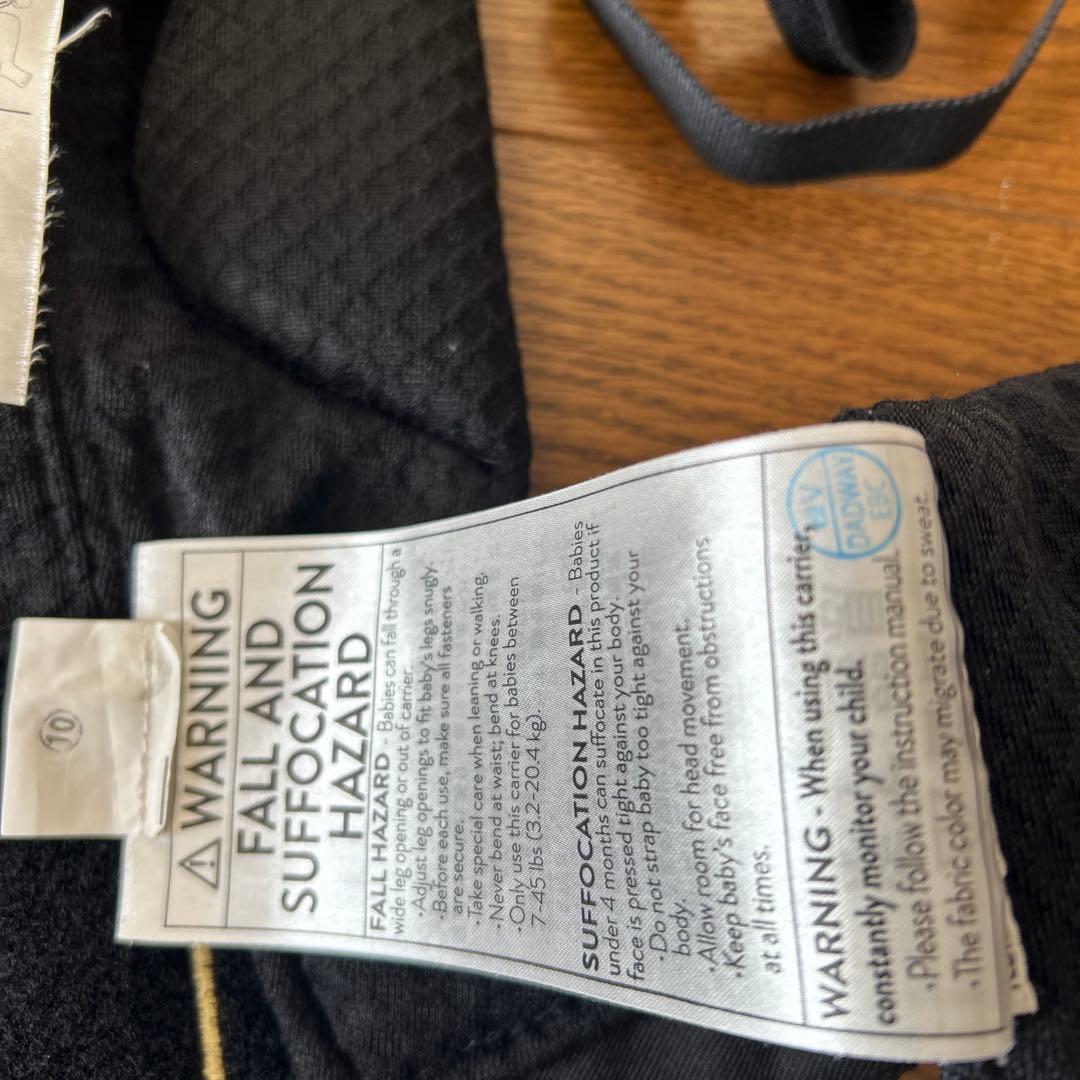 10
WARNING
FALL AND
SUFFOCATION
HAZARD
FALL HAZARD - Babies can fall through a
wide leg opening or out of carrier.
•Adjust leg openings to fit baby's legs snugly.
•Before each use, make sure all fasteners
are secure.
•Take special care when leaning or walking.
•Never bend at waist; bend at knees.
•Only use this carrier for babies between
7-45 lbs (3.2-20.4 kg).
SUFFOCATION HAZARD - Babies
under 4 months can suffocate in this product if
face is pressed tight against your body.
•Do not strap baby too tight against your
body.
•Allow room for head movement.
•Keep baby's face free from obstructions
at all times.
WARNING - When using this carrier,
constantly monitor your child.
•Please follow the instruction manual.
•The fabric color may migrate due to sweat.
DADWAY
EBC